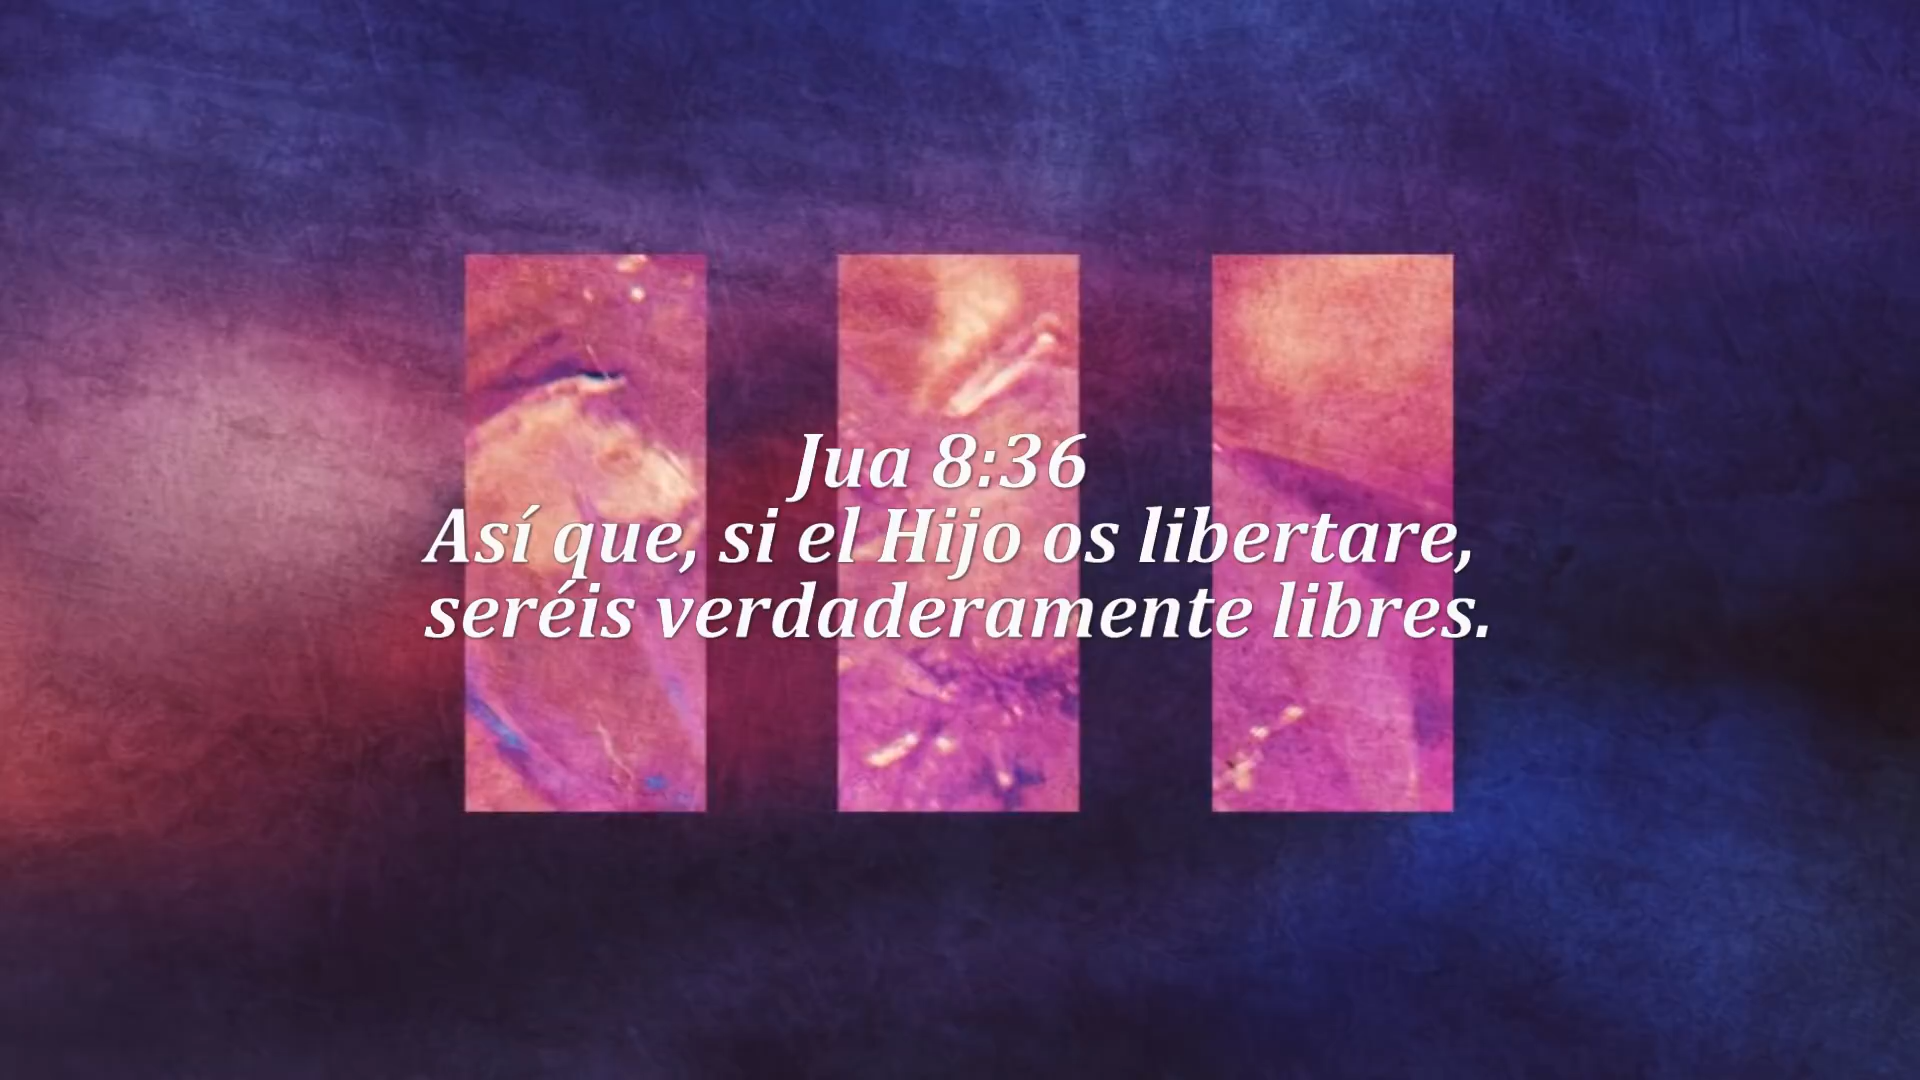 Jua 8:36
Así que, si el Hijo os libertare,
seréis verdaderamente libres.